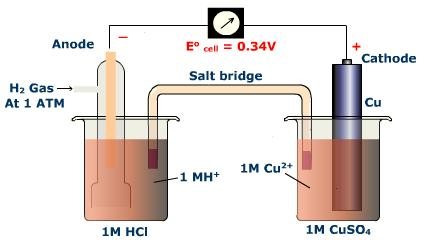 −
+
Anode
E° cell = 0.34V
Cathode
H₂ Gas
At 1 ATM
Salt bridge
Cu
1 MH⁺
1M Cu²⁺
1M HCl
1M CuSO₄